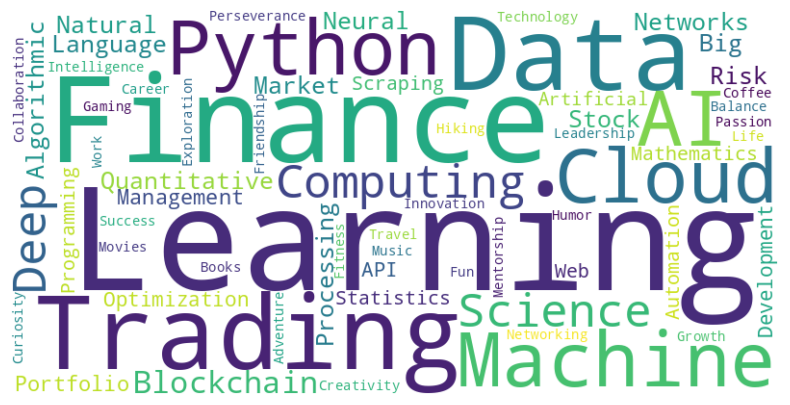 Natural
Perseverance
Neural
Technology
Networks
Python
Data
Big
Collaboration
Algorithmic
Language
Intelligence
Career
Gaming
Market
Scraping
Risk
Finance
AI
Artificial
Coffee
Balance
Stock
Passion
Leadership
Life
Hiking
Exploration
Friendship
Work
Mathematics
Deep
Programming
Quantitative
Computing
Cloud
Management
Innovation
Learning
Success
Humor
Movies
Books
Travel
Music
API
Fun
Fitness
Processing
Mentorship
Web
Automation
Development
Curiosity
Optimization
Statistics
Science
Trading
Adventure
Networking
Growth
Machine
Portfolio
Blockchain
Creativity